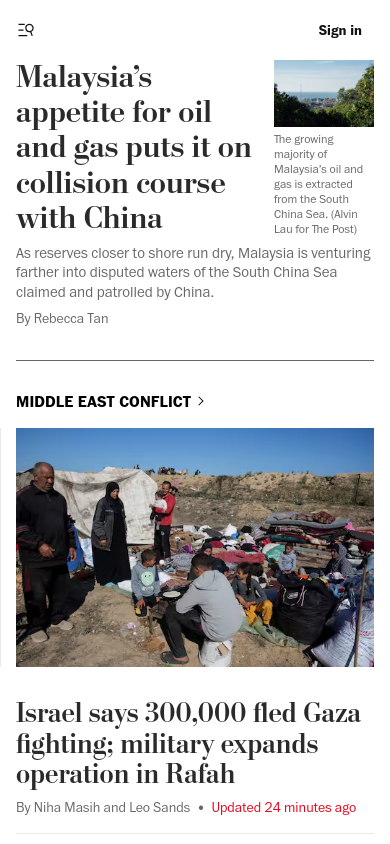 Sign in
Malaysia's
appetite for oil
and gas puts it on
collision course
with China
The growing
majority of
Malaysia's oil and
gas is extracted
from the South
China Sea. (Alvin
Lau for The Post)
As reserves closer to shore run dry, Malaysia is venturing
farther into disputed waters of the South China Sea
claimed and patrolled by China.
By Rebecca Tan
MIDDLE EAST CONFLICT
Israel says 300,000 fled Gaza
fighting; military expands
operation in Rafah
By Niha Masih and Leo Sands • Updated 24 minutes ago